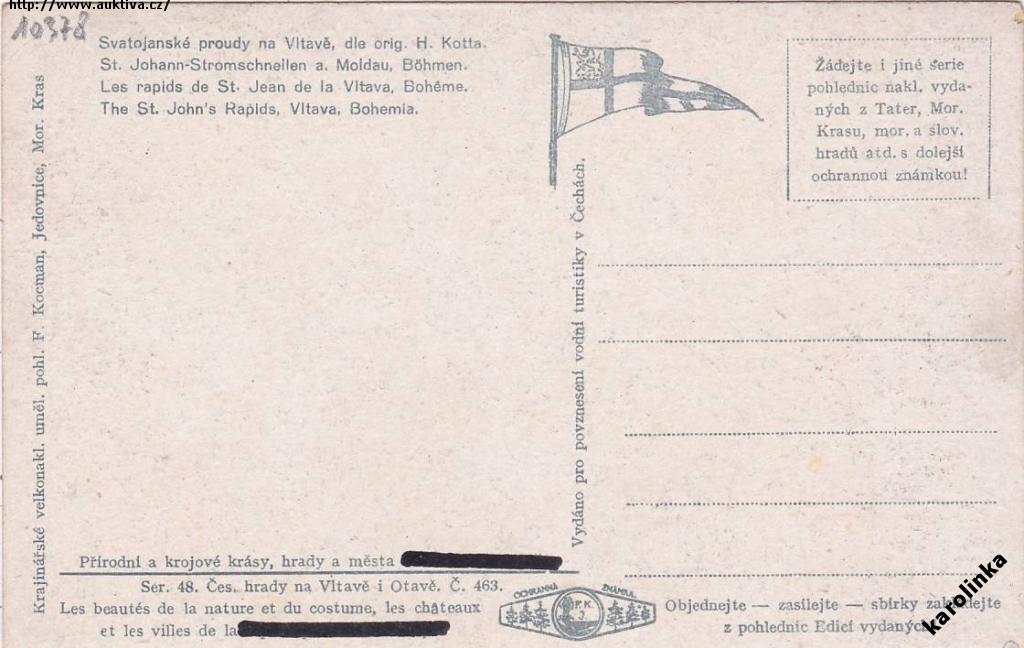 http://www.auktiva.cz/
10378
Svatojanské proudy na Vltavě, dle orig. H. Kotta.
St. Johann-Stromschnellen a. Moldau, Böhmen.
Les rapids de St. Jean de la Vltava, Bohême.
The St. John's Rapids, Vltava, Bohemia.
Žádejte i jiné serie
pohlednic nakl. vyda-
ných z Tater, Mor.
Krasu, mor. a slov.
hradů atd. s dolejší
ochrannou známkou!
Krajinářské velkonakl. uměl. pohl. F. Kocman, Jedovnice, Mor. Kras
Vydáno pro povznesení vodní turistiky v Čechách.
Přírodní a krojové krásy, hrady a města
Ser. 48. Čes. hrady na Vltavě i Otavě. Č. 463.
Les beautés de la nature et du costume, les châteaux
et les villes de la
OCHRANNÁ ZNÁMKA
F. K.
J.
Objednejte — zasílejte — sbírky zakládejte
z pohlednic Edicí vydaných
karolinka